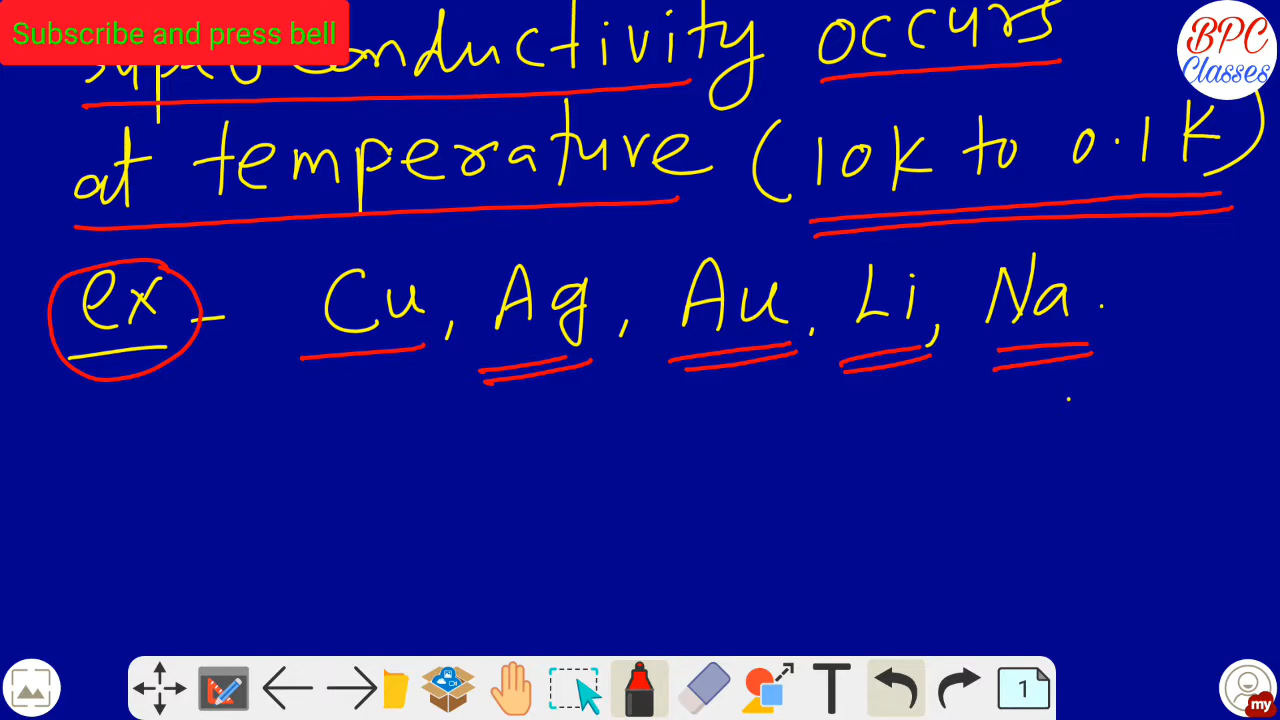 Subscribe and press bell
superconductivity occurs
BPC
Classes
at temperature (10K to 0.1K)
ex - Cu, Ag, Au, Li, Na.
T
1
my